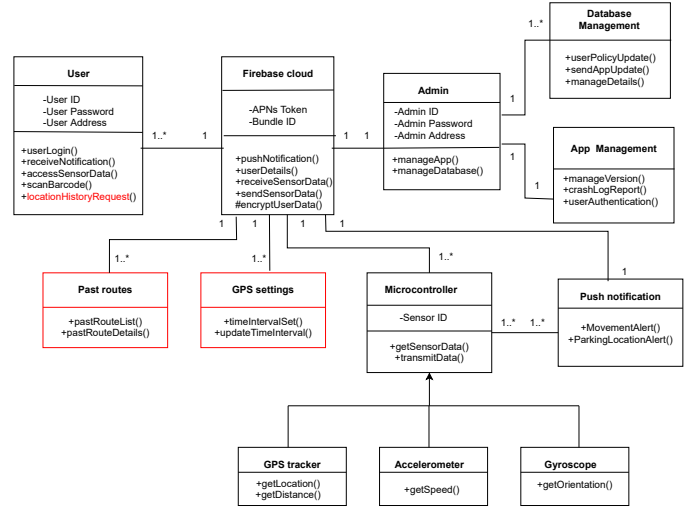 Database
Management
+userPolicyUpdate()
+sendAppUpdate()
+manageDetails()
1..*
1
User
-User ID
-User Password
-User Address
+userLogin()
+receiveNotification()
+accessSensorData()
+scanBarcode()
+locationHistoryRequest()
1..*
1
Firebase cloud
-APNs Token
-Bundle ID
+pushNotification()
+userDetails()
+receiveSensorData()
+sendSensorData()
#encryptUserData()
1
1
Admin
-Admin ID
-Admin Password
-Admin Address
+manageApp()
+manageDatabase()
1
1
App Management
+manageVersion()
+crashLogReport()
+userAuthentication()
1
1
1
1
1..*
1..*
1..*
1
Past routes
+pastRouteList()
+pastRouteDetails()
GPS settings
+timeIntervalSet()
+updateTimeInterval()
Microcontroller
-Sensor ID
+getSensorData()
+transmitData()
1..*
1..*
Push notification
+MovementAlert()
+ParkingLocationAlert()
GPS tracker
+getLocation()
+getDistance()
Accelerometer
+getSpeed()
Gyroscope
+getOrientation()